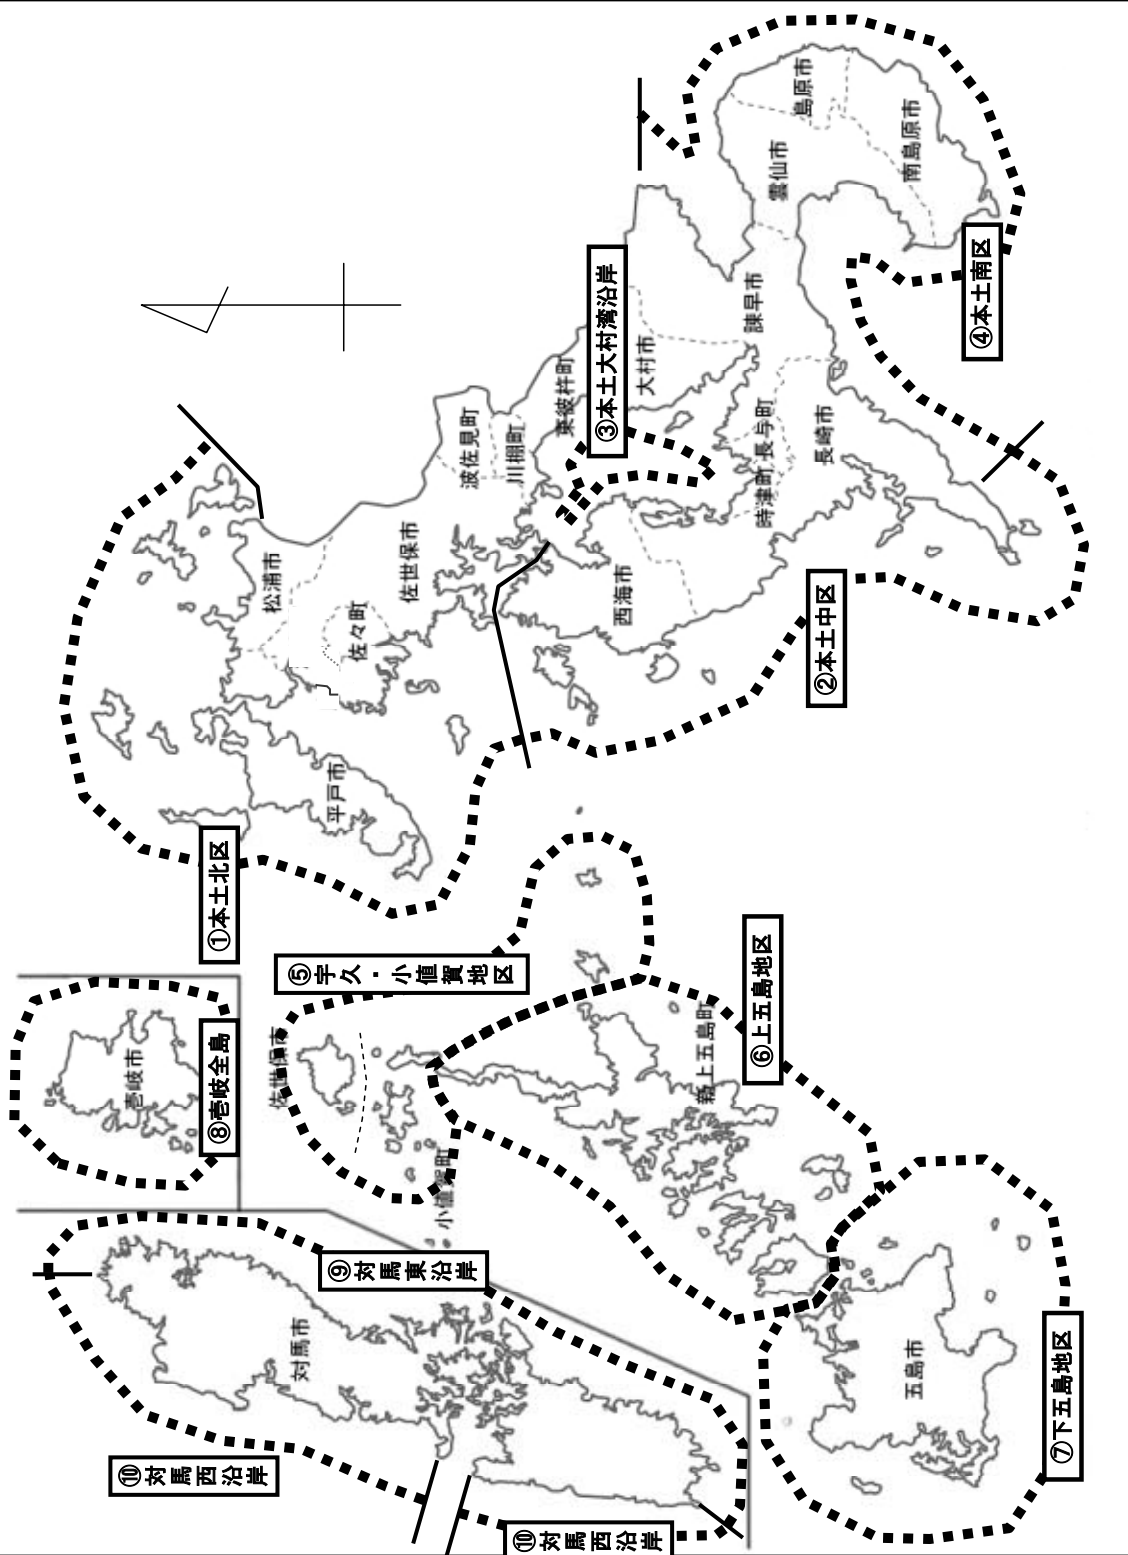 ⑩対馬西沿岸
⑩対馬西沿岸
対馬市
⑨対馬東沿岸
⑧壱岐全島
壱岐市
佐世保市
小値賀町
⑤宇久・小値賀地区
新上五島町
⑥上五島地区
五島市
⑦下五島地区
①本土北区
平戸市
松浦市
佐々町
佐世保市
波佐見町
川棚町
東彼杵町
③本土大村湾沿岸
大村市
西海市
②本土中区
時津町
長与町
長崎市
諫早市
雲仙市
島原市
南島原市
④本土南区